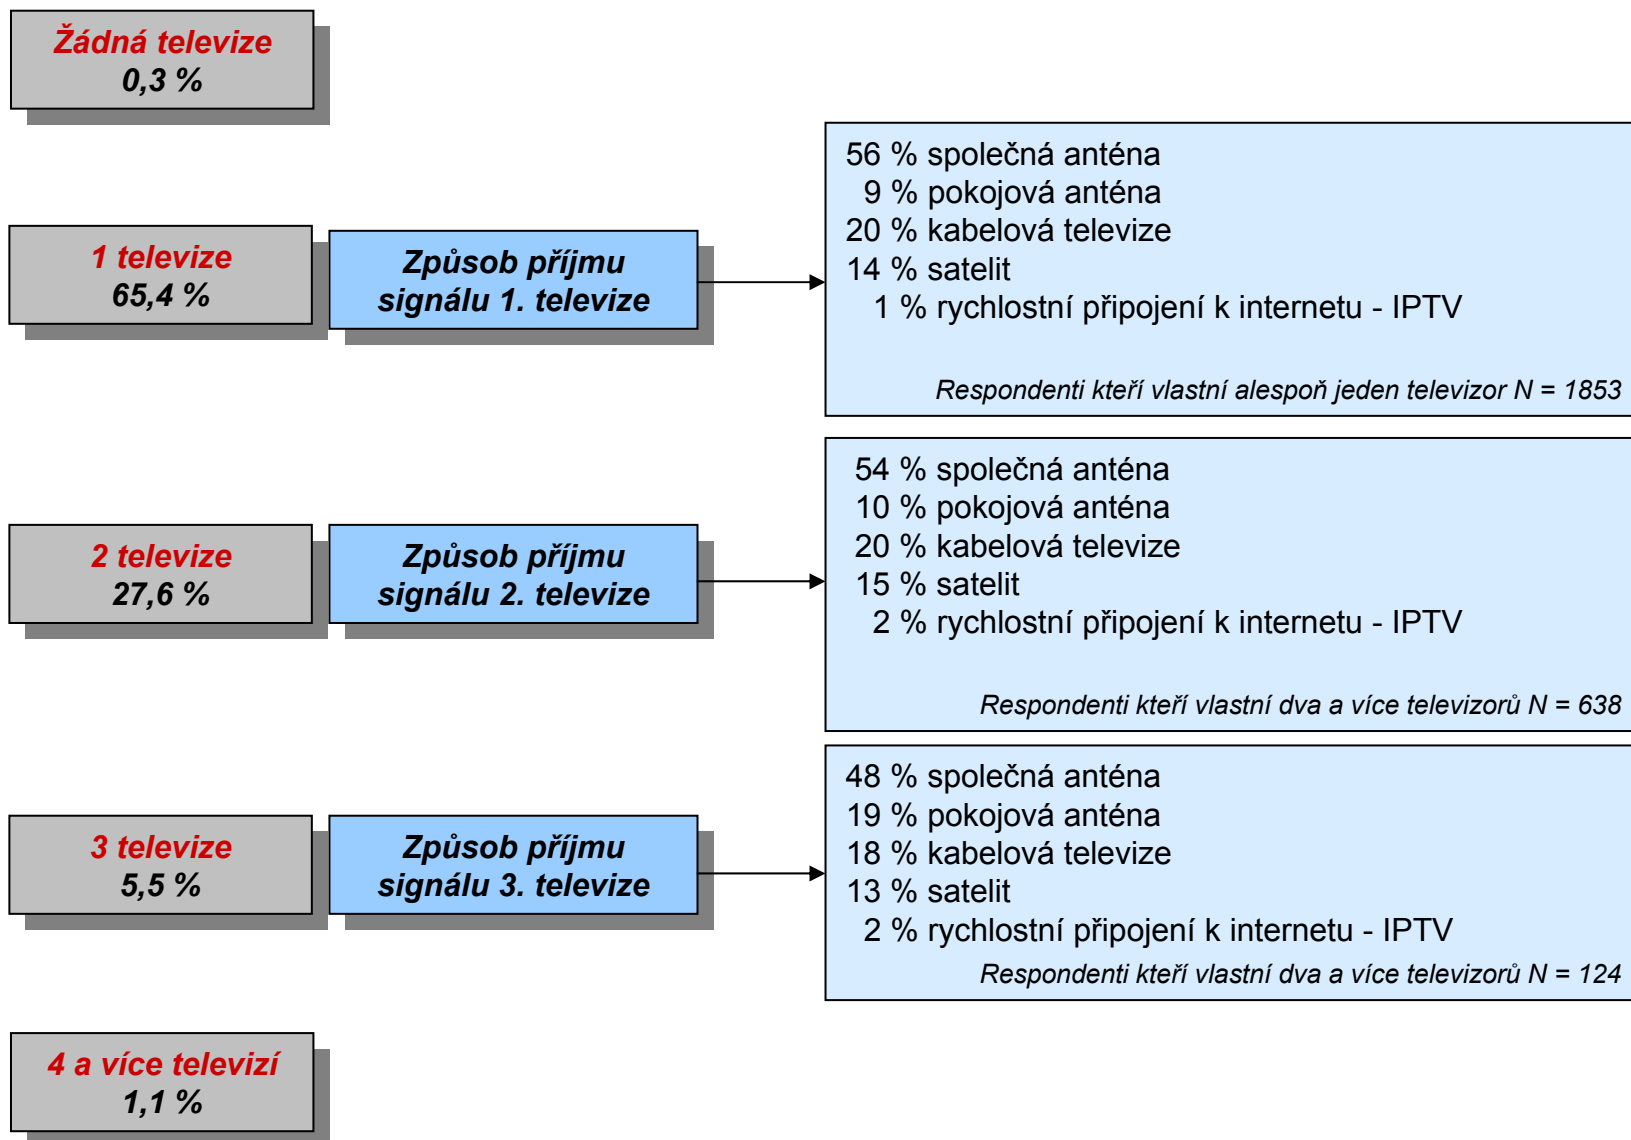 Žádná televize
0,3 %
1 televize
65,4 %
Způsob příjmu
signálu 1. televize
56 % společná anténa
9 % pokojová anténa
20 % kabelová televize
14 % satelit
1 % rychlostní připojení k internetu - IPTV
Respondenti kteří vlastní alespoň jeden televizor N = 1853
2 televize
27,6 %
Způsob příjmu
signálu 2. televize
54 % společná anténa
10 % pokojová anténa
20 % kabelová televize
15 % satelit
2 % rychlostní připojení k internetu - IPTV
Respondenti kteří vlastní dva a více televizorů N = 638
3 televize
5,5 %
Způsob příjmu
signálu 3. televize
48 % společná anténa
19 % pokojová anténa
18 % kabelová televize
13 % satelit
2 % rychlostní připojení k internetu - IPTV
Respondenti kteří vlastní dva a více televizorů N = 124
4 a více televizí
1,1 %